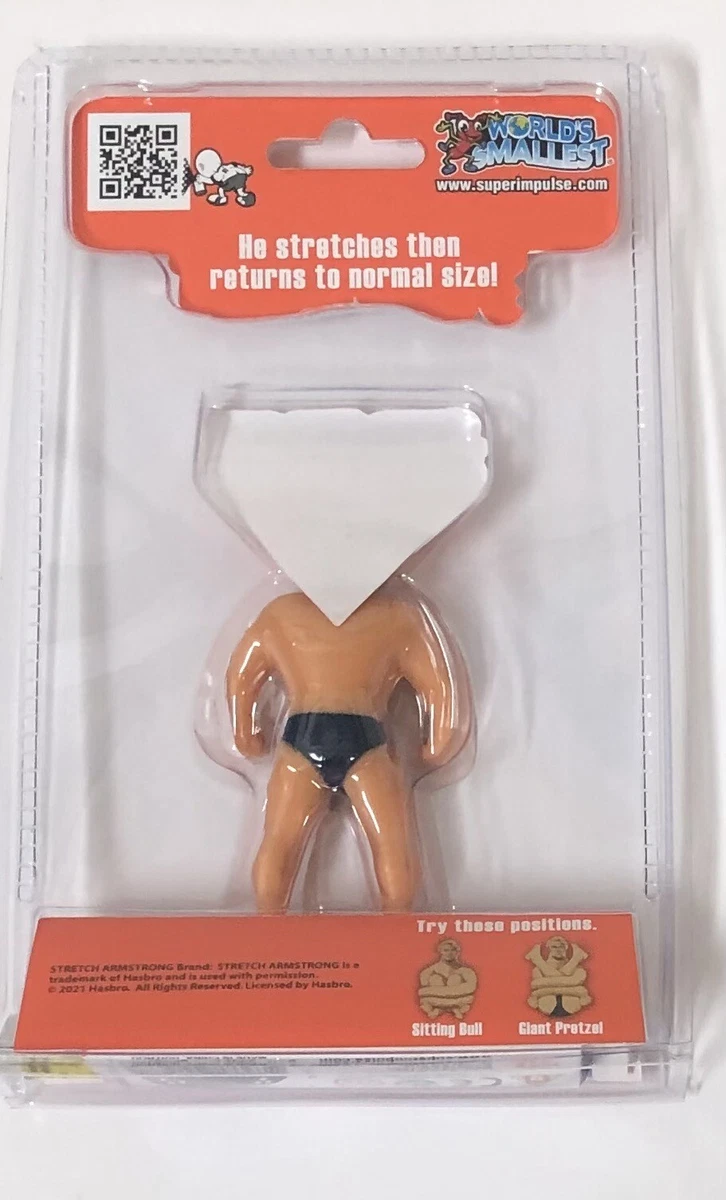 WORLD'S
SMALLEST
www.superimpulse.com
He stretches then
returns to normal size!
Try these positions.
STRETCH ARMSTRONG Brand: STRETCH ARMSTRONG is a
trademark of Hasbro and is used with permission.
© 2021 Hasbro. All Rights Reserved. Licensed by Hasbro.
Sitting Bull
Giant Pretzel